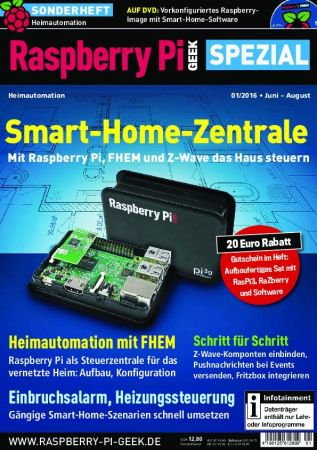 SONDERHEFT
Heimautomation
AUF DVD: Vorkonfiguriertes Raspberry-
Image mit Smart-Home-Software
Raspberry Pi GEEK SPEZIAL
Heimautomation
01/2016 • Juni – August
Smart-Home-Zentrale
Mit Raspberry Pi, FHEM und Z-Wave das Haus steuern
Raspberry Pi
20 Euro Rabatt
Gutschein im Heft:
Aufbaufertiges Set mit
RasPi3, RaZberry
und Software
Heimautomation mit FHEM
Raspberry Pi als Steuerzentrale für das
vernetzte Heim: Aufbau, Konfiguration
Schritt für Schritt
Z-Wave-Komponten einbinden,
Pushnachrichten bei Events
versenden, Fritzbox integrieren
Einbruchsalarm, Heizungssteuerung
Gängige Smart-Home-Szenarien schnell umsetzen
Infotainment
Datenträger
enthält nur Lehr-
WWW.RASPBERRY-PI-GEEK.DE
EUR 12,80